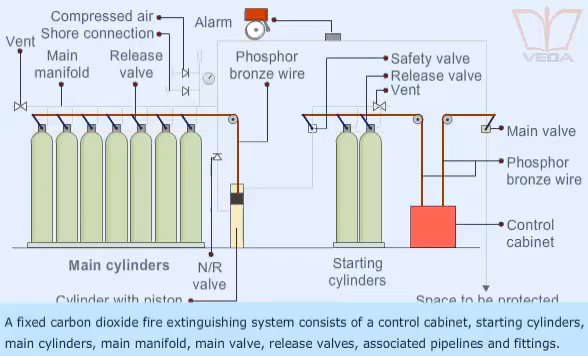 Compressed air
Shore connection
Alarm
VEDA
Vent
Main
manifold
Release
valve
Phosphor
bronze wire
Safety valve
Release valve
Vent
Main valve
Phosphor
bronze wire
Control
cabinet
Main cylinders
N/R
valve
Starting
cylinders
Cylinder with piston
Space to be protected
A fixed carbon dioxide fire extinguishing system consists of a control cabinet, starting cylinders,
main cylinders, main manifold, main valve, release valves, associated pipelines and fittings.